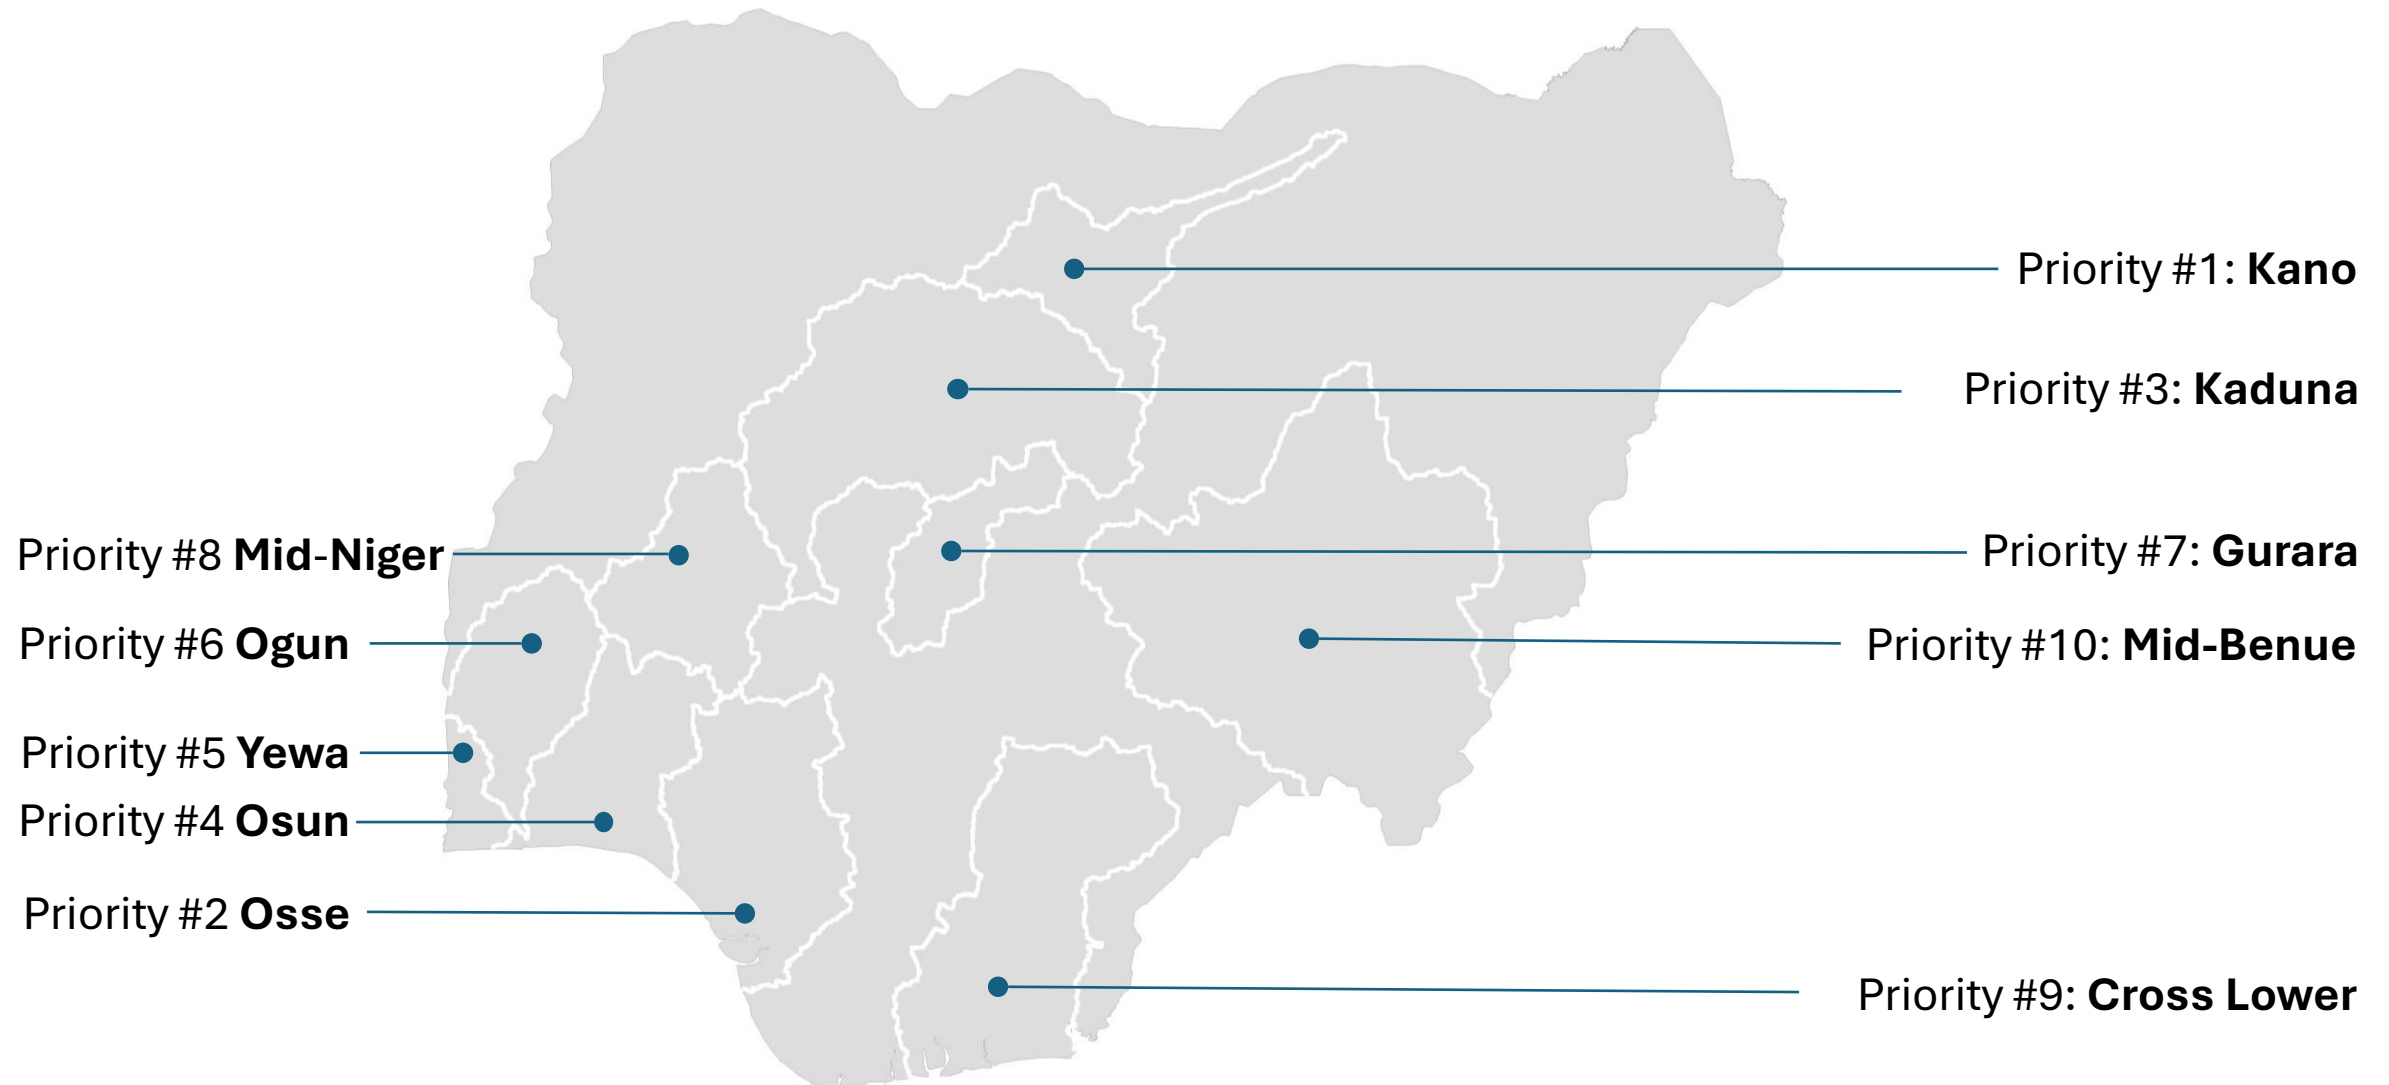 Priority #1: Kano
Priority #3: Kaduna
Priority #8 Mid-Niger
Priority #7: Gurara
Priority #6 Ogun
Priority #10: Mid-Benue
Priority #5 Yewa
Priority #4 Osun
Priority #2 Osse
Priority #9: Cross Lower